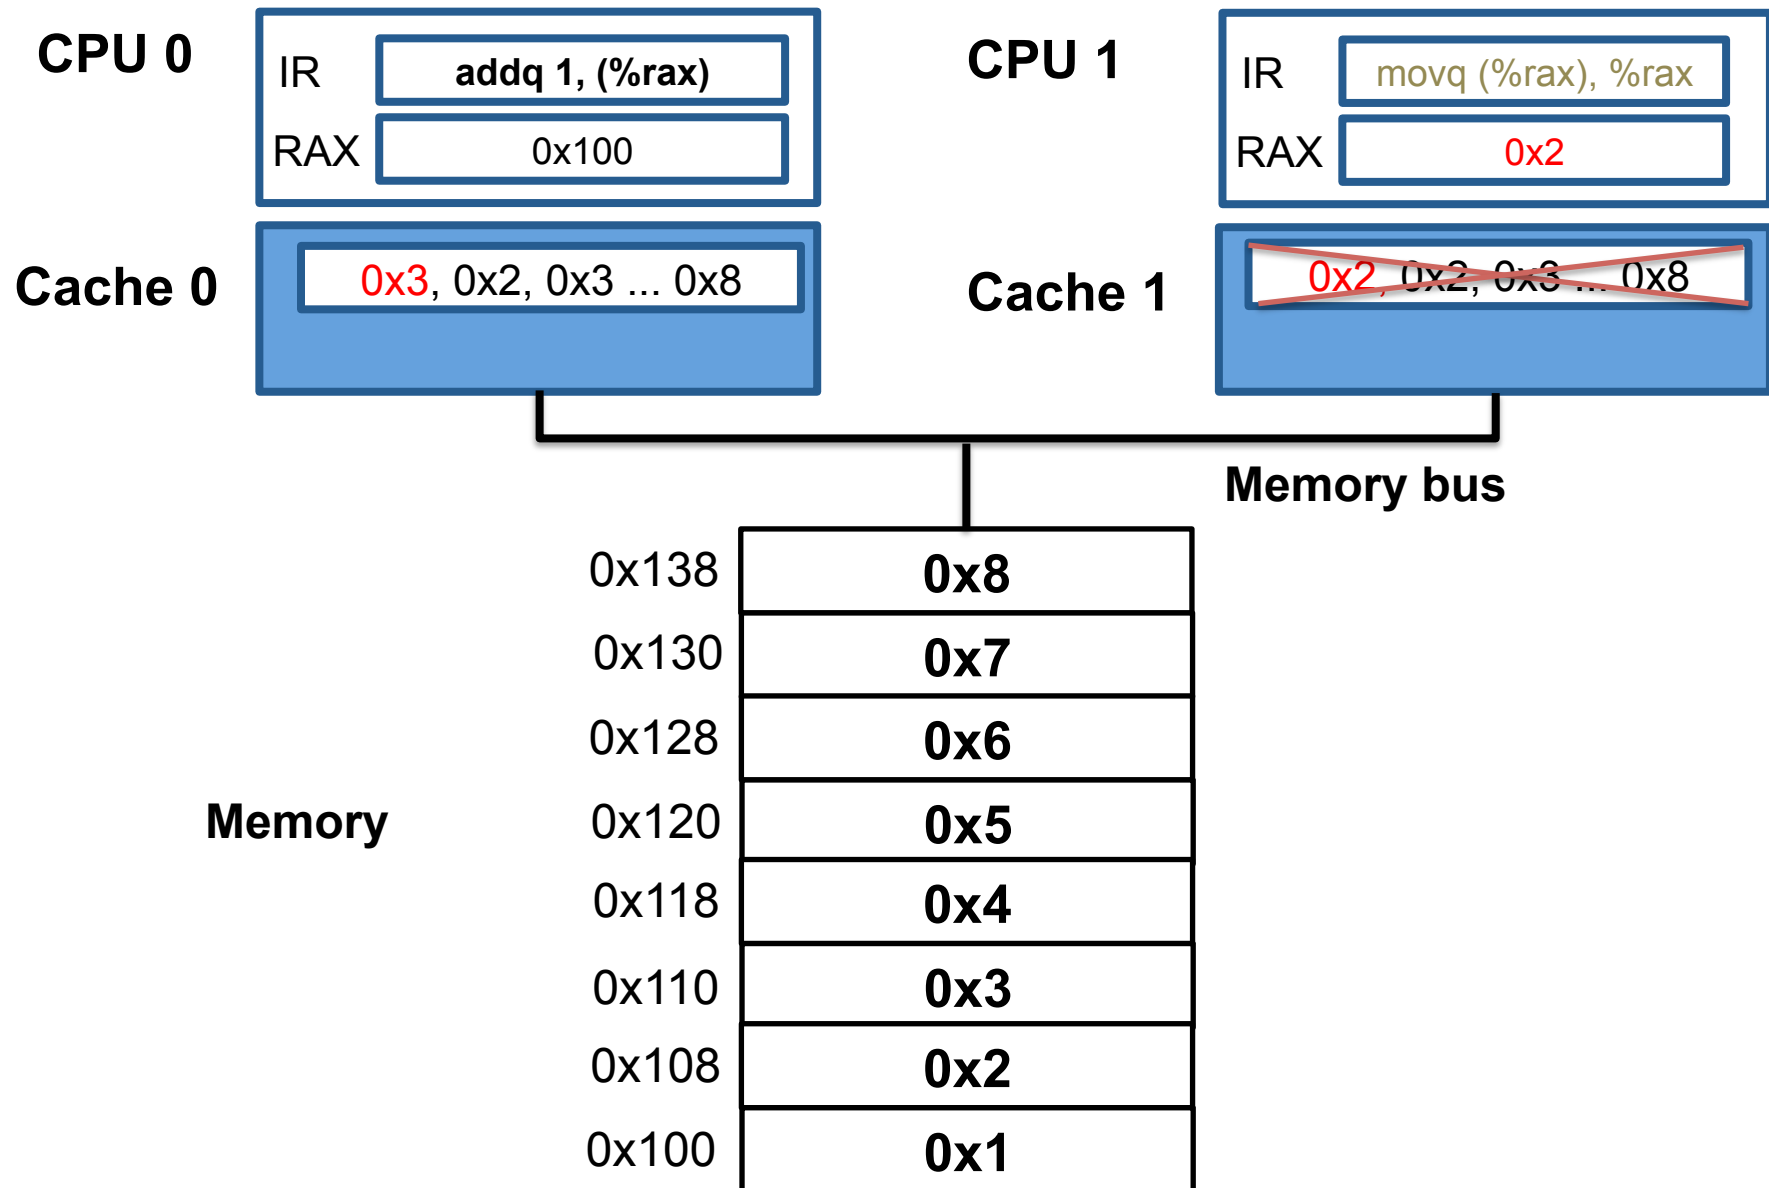 CPU 0
IR addq 1, (%rax)
RAX 0x100
Cache 0
0x3, 0x2, 0x3 ... 0x8
CPU 1
IR movq (%rax), %rax
RAX 0x2
Cache 1
0x2, 0x2, 0x3 ... 0x8
Memory bus
Memory
0x138 0x8
0x130 0x7
0x128 0x6
0x120 0x5
0x118 0x4
0x110 0x3
0x108 0x2
0x100 0x1